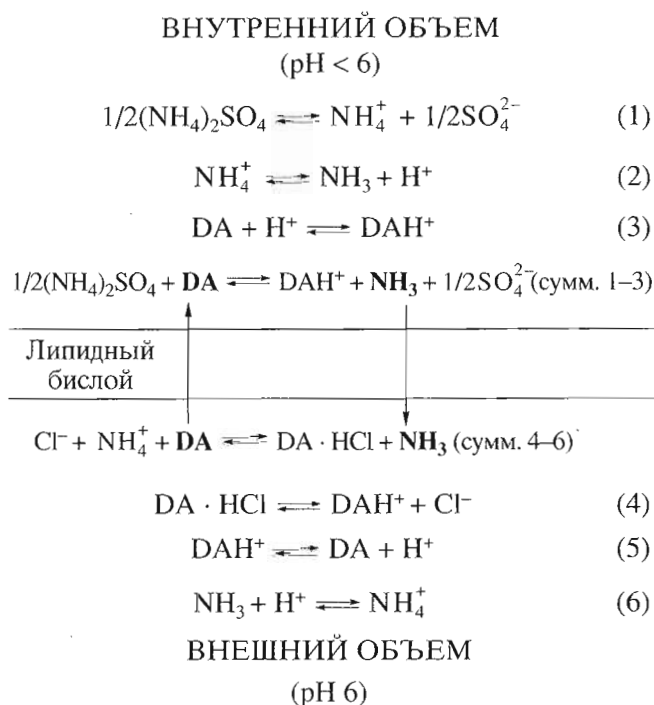 ВНУТРЕННИЙ ОБЪЕМ
(pH < 6)
1/2(NH₄)₂SO₄ ⇌ NH₄⁺ + 1/2SO₄²⁻ (1)
NH₄⁺ ⇌ NH₃ + H⁺ (2)
DA + H⁺ ⇌ DAH⁺ (3)
1/2(NH₄)₂SO₄ + DA ⇌ DAH⁺ + NH₃ + 1/2SO₄²⁻ (сумм. 1–3)
Липидный
бислой
Cl⁻ + NH₄⁺ + DA ⇌ DA · HCl + NH₃ (сумм. 4–6)
DA · HCl ⇌ DAH⁺ + Cl⁻ (4)
DAH⁺ ⇌ DA + H⁺ (5)
NH₃ + H⁺ ⇌ NH₄⁺ (6)
ВНЕШНИЙ ОБЪЕМ
(pH 6)